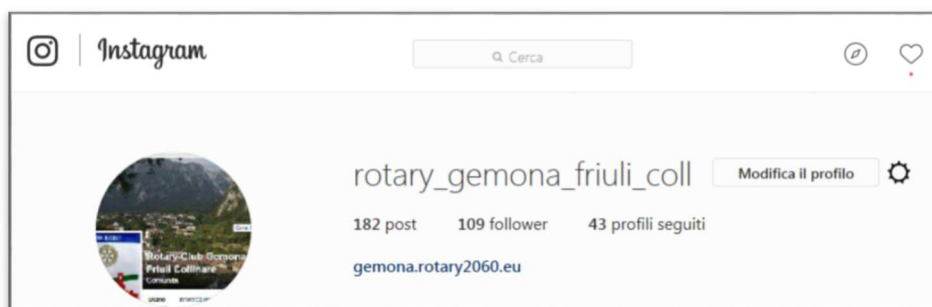 Instagram
Cerca
rotary_gemona_friuli_coll Modifica il profilo
182 post 109 follower 43 profili seguiti
gemona.rotary2060.eu
Rotary-Club Gemona
Friuli Collinare
Comunità